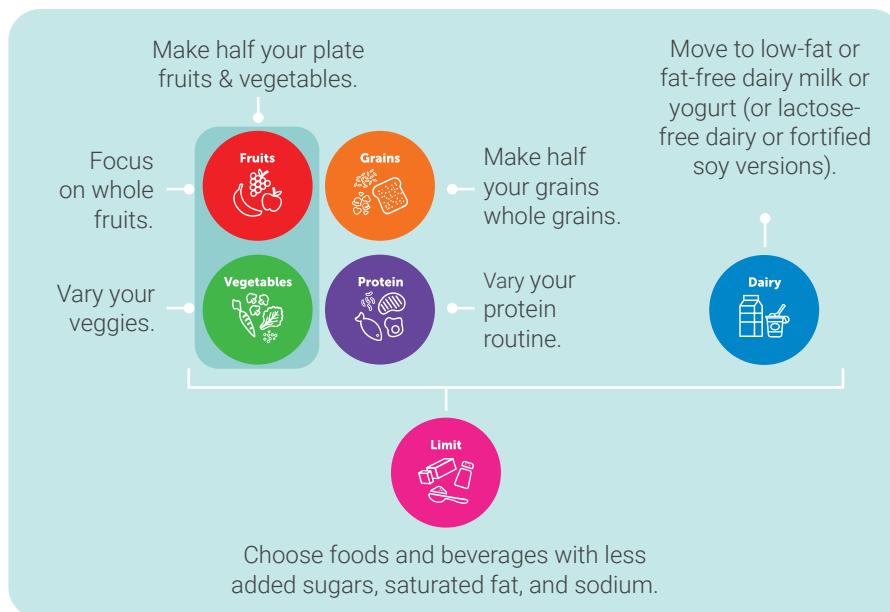 Make half your plate
fruits & vegetables.
Move to low-fat or
fat-free dairy milk or
yogurt (or lactose-
free dairy or fortified
soy versions).
Focus
on whole
fruits.
Fruits
Grains
Make half
your grains
whole grains.
Vary your
veggies.
Vegetables
Protein
Vary your
protein
routine.
Dairy
Limit
Choose foods and beverages with less
added sugars, saturated fat, and sodium.